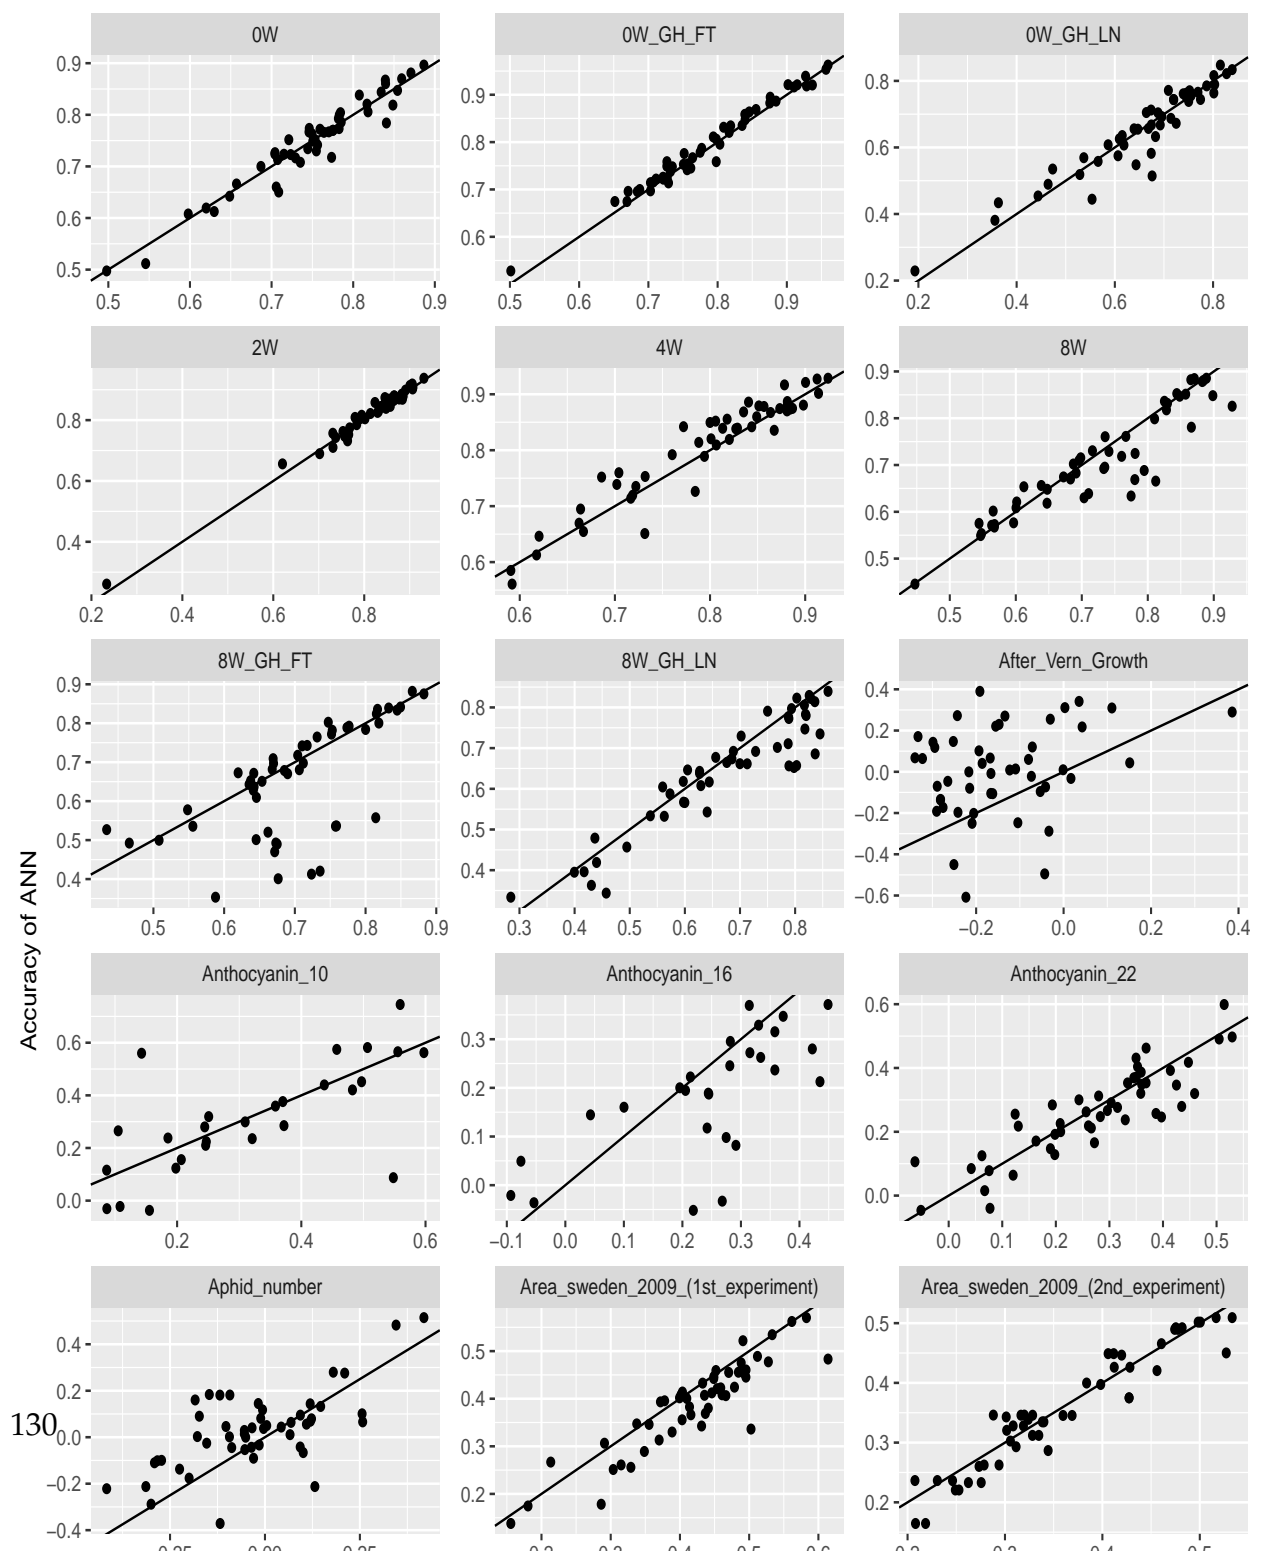 0W 0W_GH_FT 0W_GH_LN
0.9 0.8 0.7 0.6 0.5
0.9 0.8 0.7 0.6
0.8 0.6 0.4 0.2
0.5 0.6 0.7 0.8 0.9 0.5 0.6 0.7 0.8 0.9 0.2 0.4 0.6 0.8
2W 4W 8W
0.8 0.6 0.4
0.9 0.8 0.7 0.6
0.9 0.8 0.7 0.6 0.5
0.2 0.4 0.6 0.8 0.6 0.7 0.8 0.9 0.5 0.6 0.7 0.8 0.9
8W_GH_FT 8W_GH_LN After_Vern_Growth
0.9 0.8 0.7 0.6 0.5 0.4
0.8 0.7 0.6 0.5 0.4
0.4 0.2 0.0 −0.2 −0.4 −0.6
0.5 0.6 0.7 0.8 0.9 0.3 0.4 0.5 0.6 0.7 0.8 −0.2 0.0 0.2 0.4
Accuracy of ANN
Anthocyanin_10 Anthocyanin_16 Anthocyanin_22
0.6 0.4 0.2 0.0
0.3 0.2 0.1 0.0
0.6 0.4 0.2 0.0
0.2 0.4 0.6 −0.1 0.0 0.1 0.2 0.3 0.4 0.0 0.1 0.2 0.3 0.4 0.5
Aphid_number Area_sweden_2009_(1st_experiment) Area_sweden_2009_(2nd_experiment)
0.4 0.2 0.0 −0.2 −0.4
0.5 0.4 0.3 0.2
0.5 0.4 0.3 0.2
130